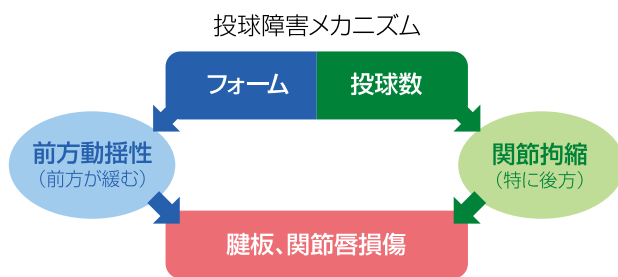 投球障害メカニズム
フォーム 投球数
前方動揺性
（前方が緩む）
関節拘縮
（特に後方）
腱板、関節唇損傷